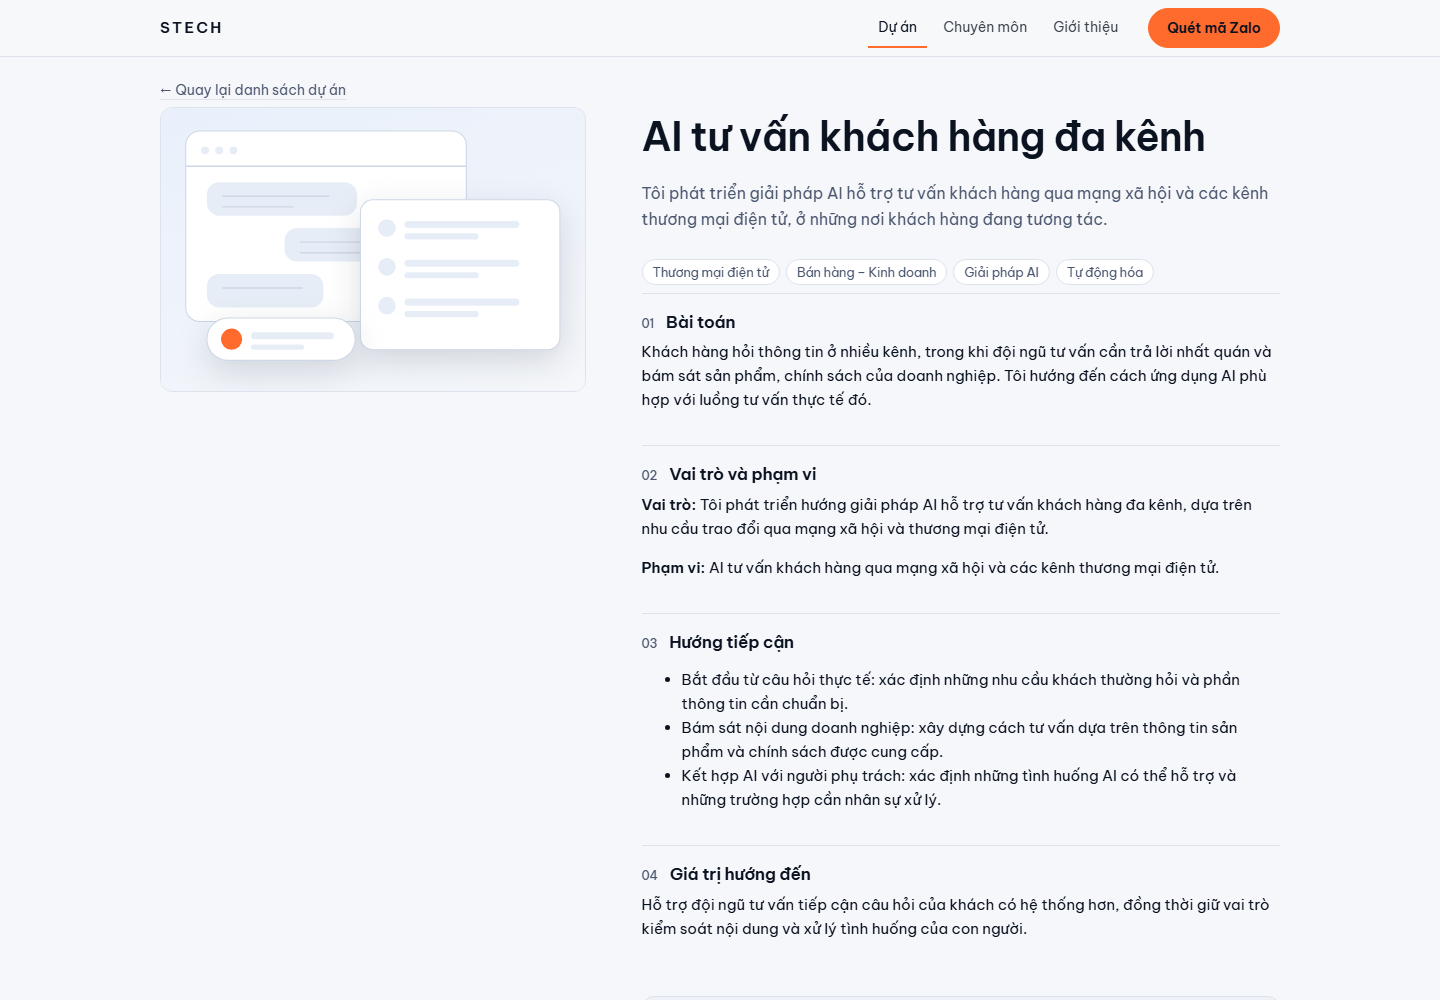 STECH
Dự án
Chuyên môn
Giới thiệu
Quét mã Zalo
← Quay lại danh sách dự án
AI tư vấn khách hàng đa kênh
Tôi phát triển giải pháp AI hỗ trợ tư vấn khách hàng qua mạng xã hội và các kênh
thương mại điện tử, ở những nơi khách hàng đang tương tác.
Thương mại điện tử
Bán hàng – Kinh doanh
Giải pháp AI
Tự động hóa
01 Bài toán
Khách hàng hỏi thông tin ở nhiều kênh, trong khi đội ngũ tư vấn cần trả lời nhất quán và
bám sát sản phẩm, chính sách của doanh nghiệp. Tôi hướng đến cách ứng dụng AI phù
hợp với luồng tư vấn thực tế đó.
02 Vai trò và phạm vi
Vai trò: Tôi phát triển hướng giải pháp AI hỗ trợ tư vấn khách hàng đa kênh, dựa trên
nhu cầu trao đổi qua mạng xã hội và thương mại điện tử.
Phạm vi: AI tư vấn khách hàng qua mạng xã hội và các kênh thương mại điện tử.
03 Hướng tiếp cận
• Bắt đầu từ câu hỏi thực tế: xác định những nhu cầu khách thường hỏi và phần
thông tin cần chuẩn bị.
• Bám sát nội dung doanh nghiệp: xây dựng cách tư vấn dựa trên thông tin sản
phẩm và chính sách được cung cấp.
• Kết hợp AI với người phụ trách: xác định những tình huống AI có thể hỗ trợ và
những trường hợp cần nhân sự xử lý.
04 Giá trị hướng đến
Hỗ trợ đội ngũ tư vấn tiếp cận câu hỏi của khách có hệ thống hơn, đồng thời giữ vai trò
kiểm soát nội dung và xử lý tình huống của con người.